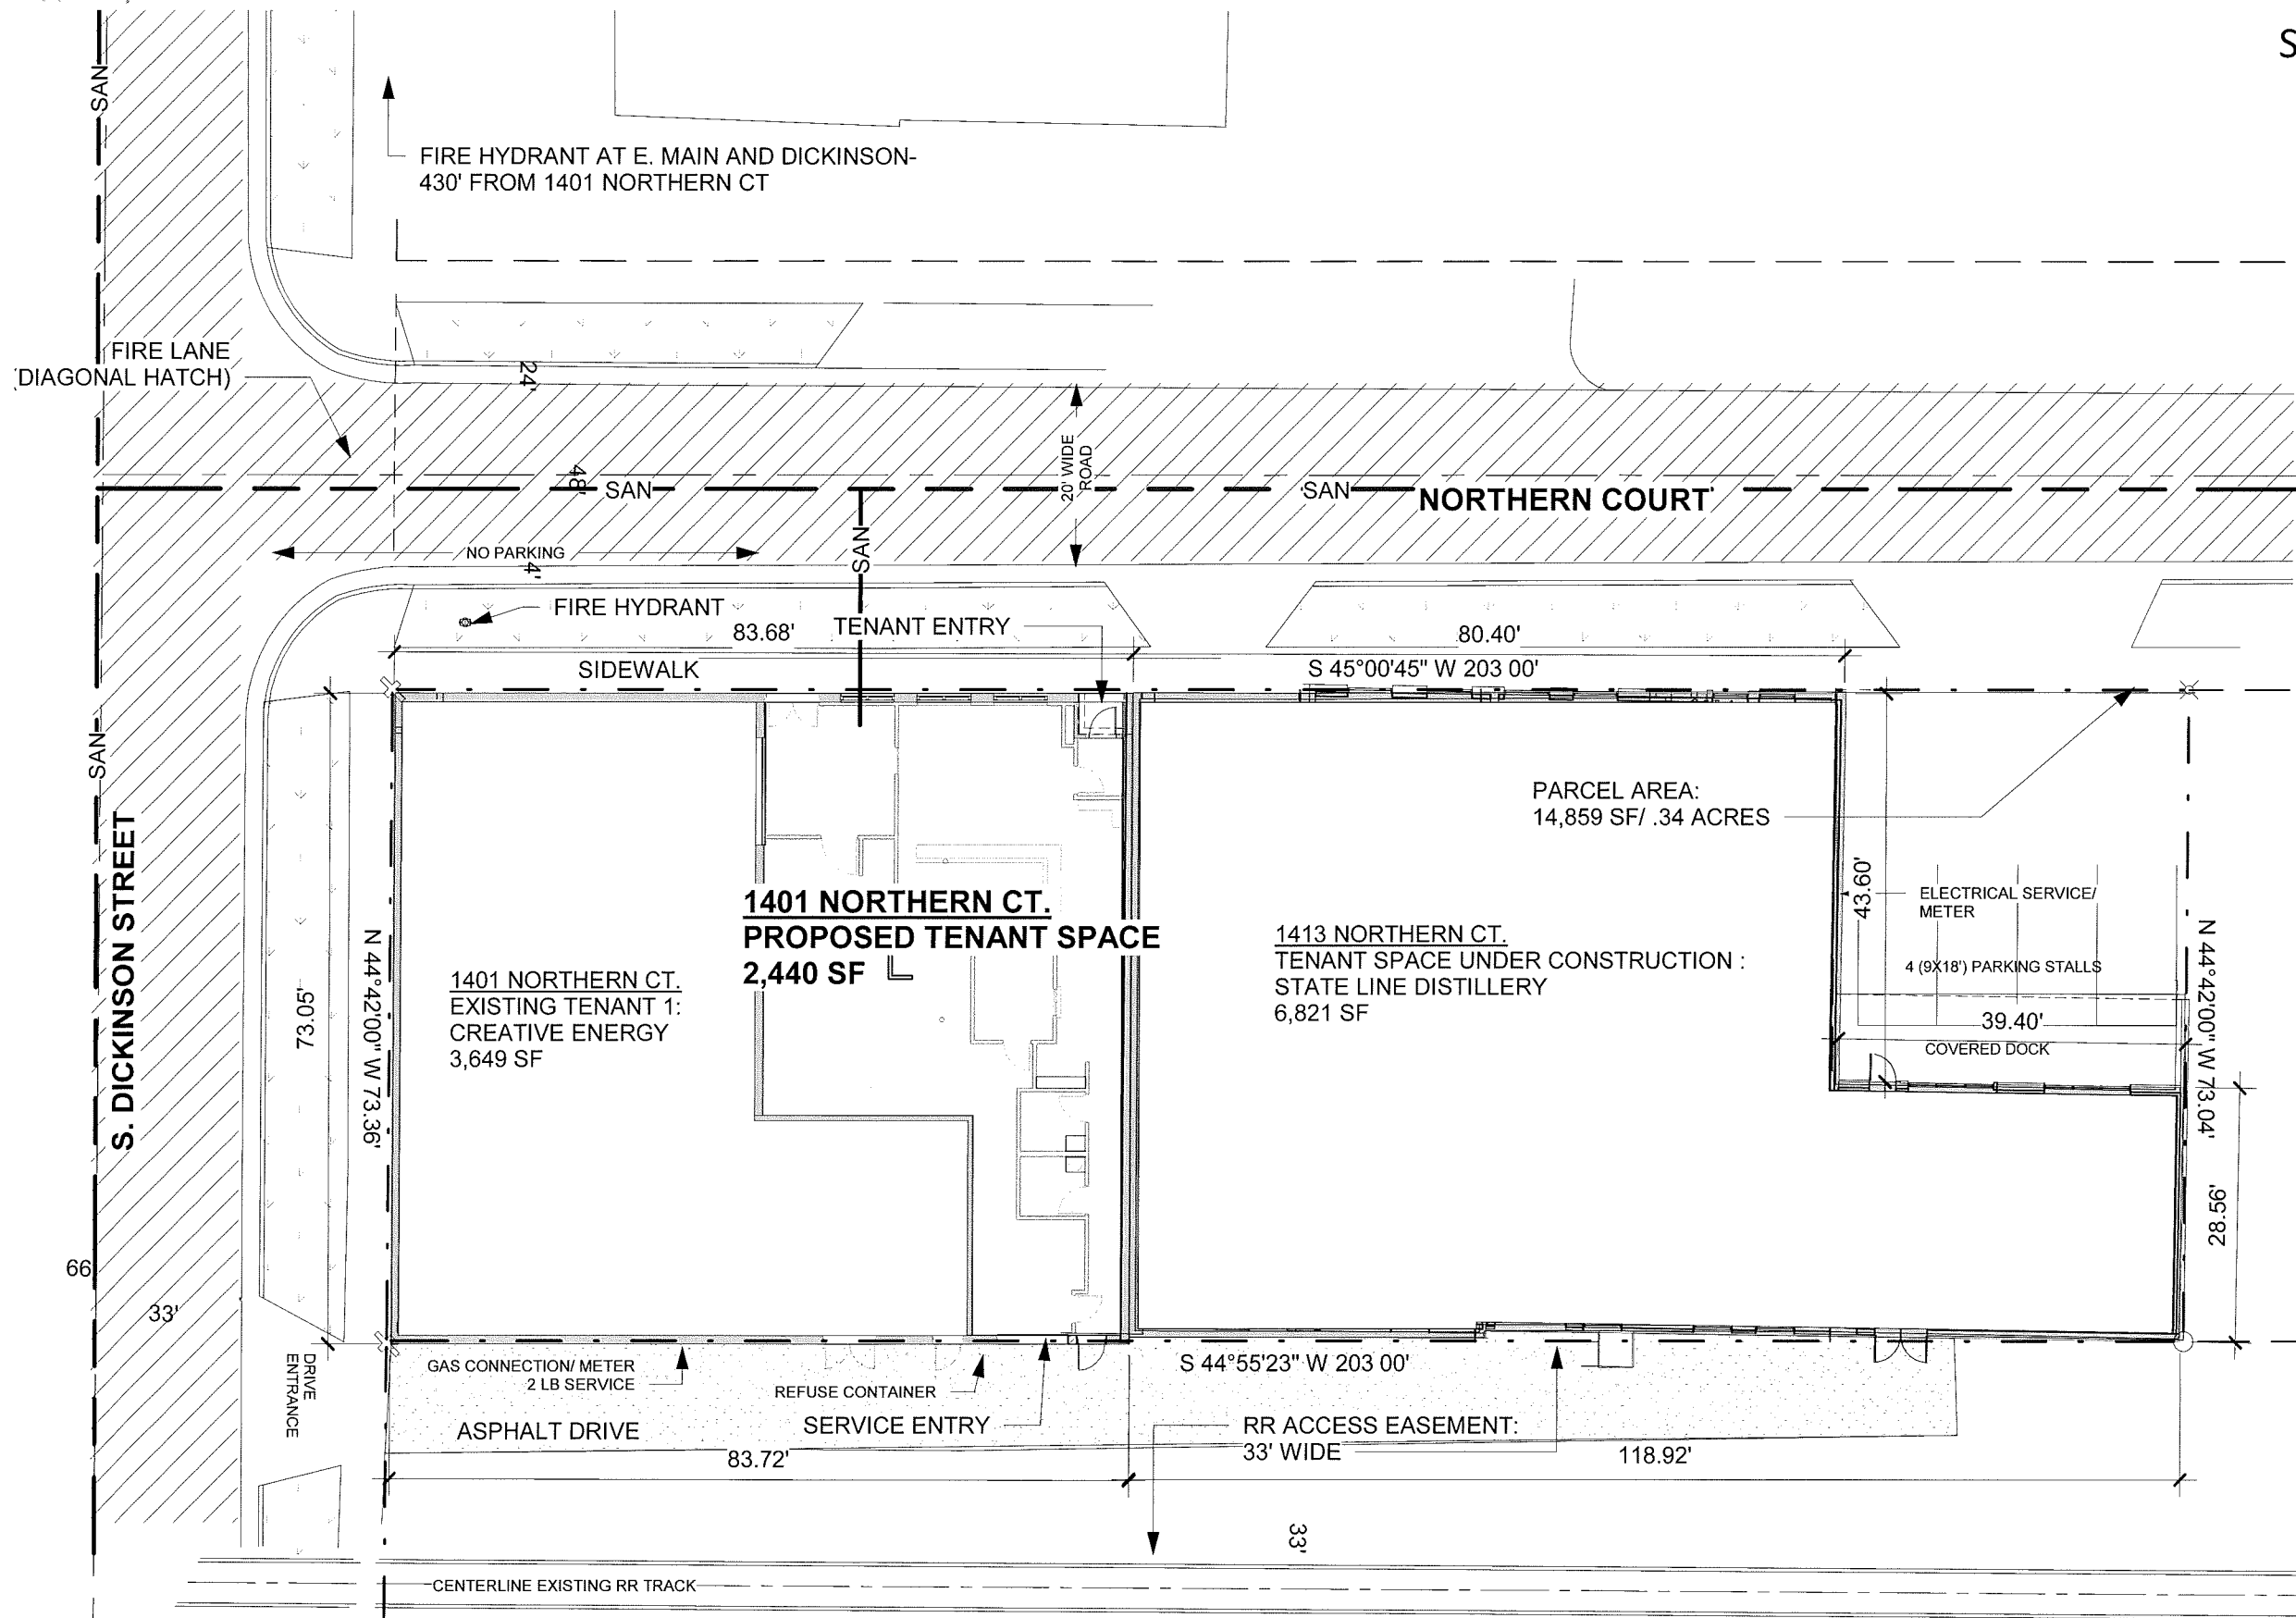 S
SAN
FIRE HYDRANT AT E. MAIN AND DICKINSON-
430' FROM 1401 NORTHERN CT
FIRE LANE
(DIAGONAL HATCH)
24'
48'
SAN
20' WIDE
ROAD
SAN
NORTHERN COURT
NO PARKING
4'
SAN
FIRE HYDRANT
83.68'
TENANT ENTRY
80.40'
SIDEWALK
S 45°00'45" W 203 00'
SAN
S. DICKINSON STREET
73.05'
N 44°42'00" W 73.36'
PARCEL AREA:
14,859 SF/ .34 ACRES
43.60'
ELECTRICAL SERVICE/
METER
4 (9X18') PARKING STALLS
39.40'
COVERED DOCK
N 44°42'00" W 73.04'
28.56'
1401 NORTHERN CT.
PROPOSED TENANT SPACE
2,440 SF
1401 NORTHERN CT.
EXISTING TENANT 1:
CREATIVE ENERGY
3,649 SF
1413 NORTHERN CT.
TENANT SPACE UNDER CONSTRUCTION :
STATE LINE DISTILLERY
6,821 SF
66
33'
DRIVE
ENTRANCE
GAS CONNECTION/ METER
2 LB SERVICE
REFUSE CONTAINER
S 44°55'23" W 203 00'
ASPHALT DRIVE
SERVICE ENTRY
RR ACCESS EASEMENT:
33' WIDE
83.72'
118.92'
33'
CENTERLINE EXISTING RR TRACK